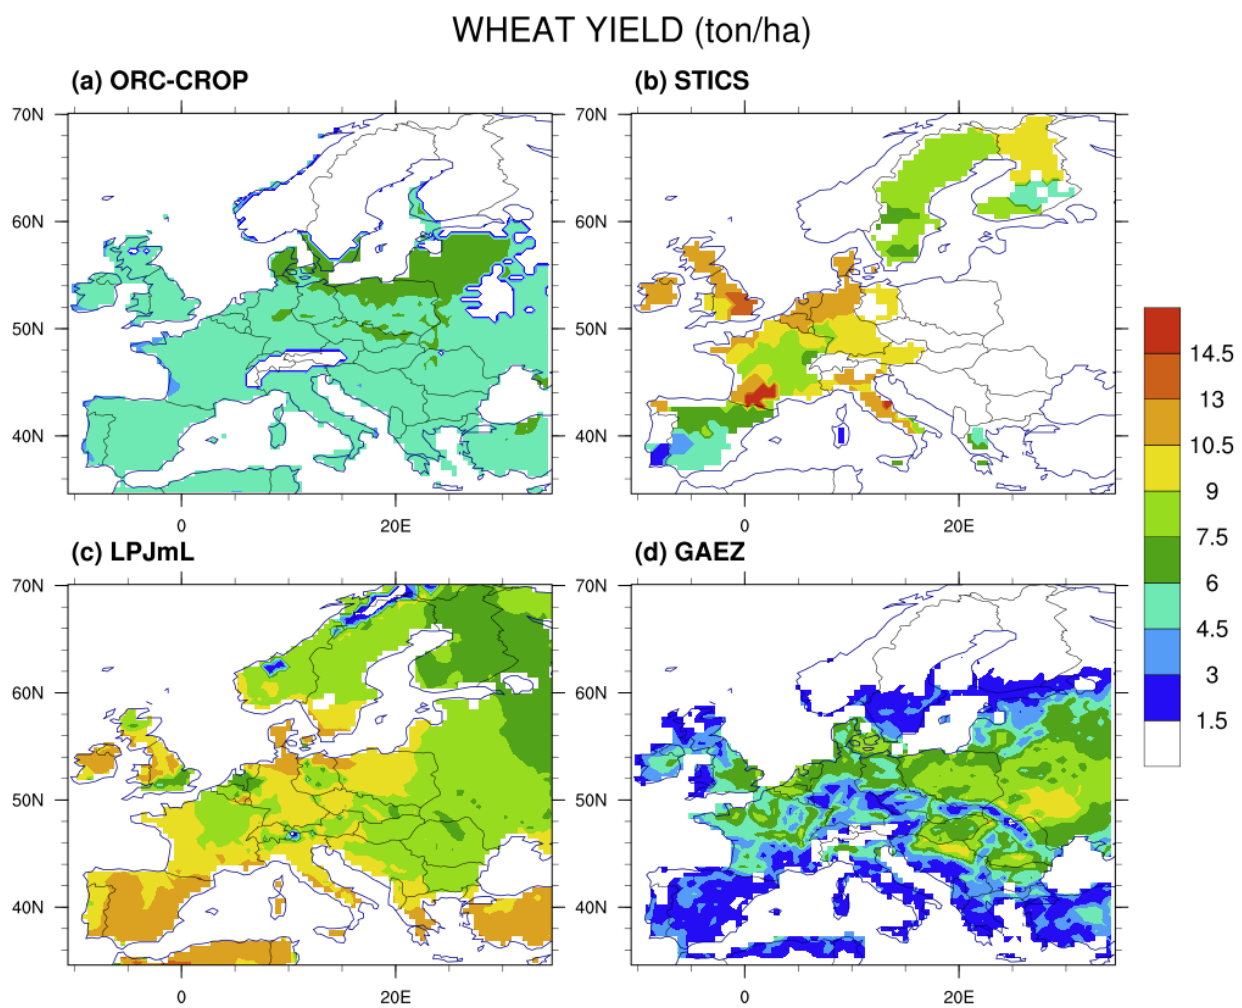 WHEAT YIELD (ton/ha)
(a) ORC-CROP
(b) STICS
70N
60N
50N
40N
0
20E
70N
60N
50N
40N
0
20E
(c) LPJmL
(d) GAEZ
70N
60N
50N
40N
0
20E
70N
60N
50N
40N
0
20E
14.5
13
10.5
9
7.5
6
4.5
3
1.5